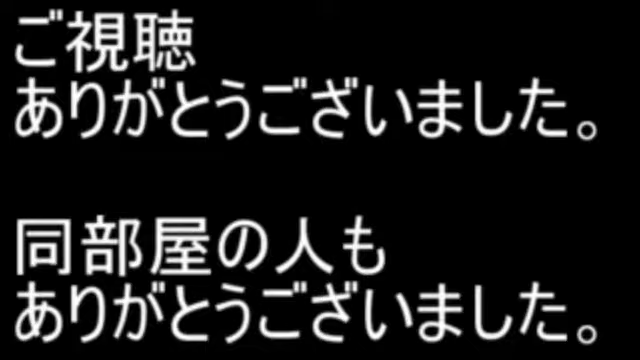 ご視聴
ありがとうございました。
同部屋の人も
ありがとうございました。